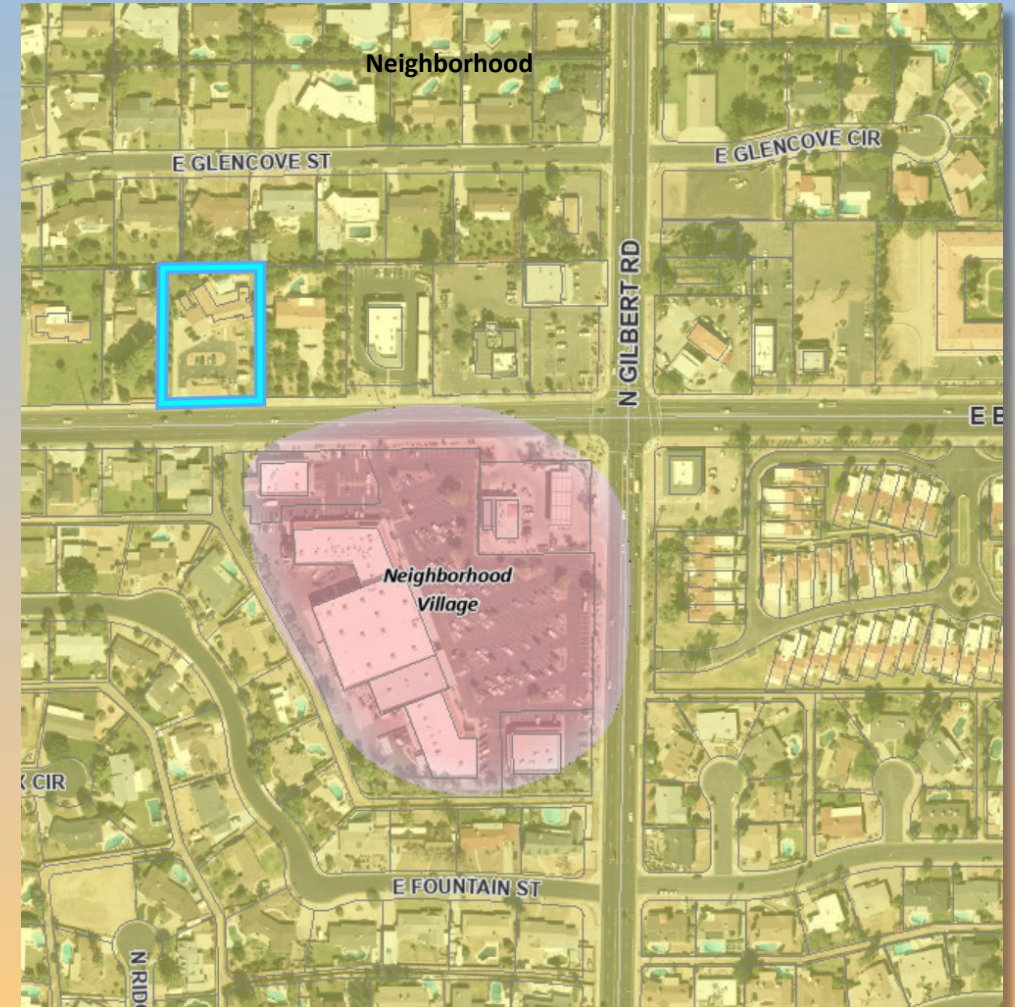 Neighborhood
E GLENCOVE ST
E GLENCOVE CIR
N GILBERT RD
E B
Neighborhood
Village
CIR
E FOUNTAIN ST
N RID